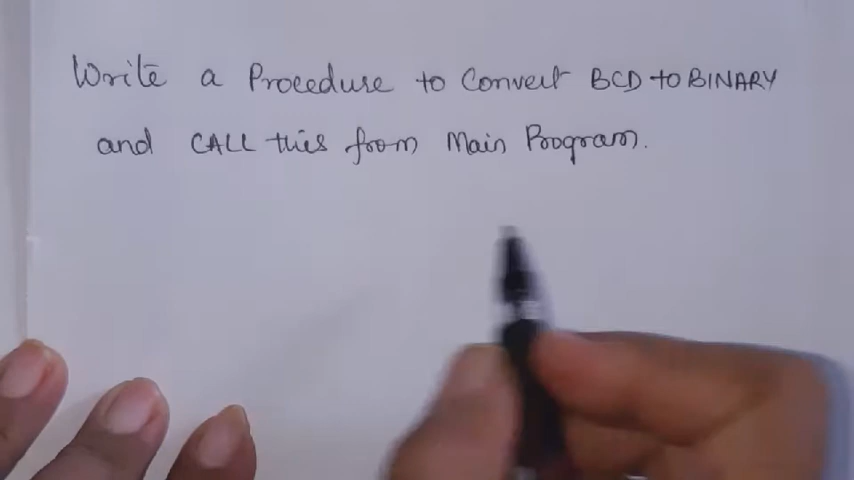 Write a Procedure to Convert BCD to BINARY
and CALL this from Main Program.